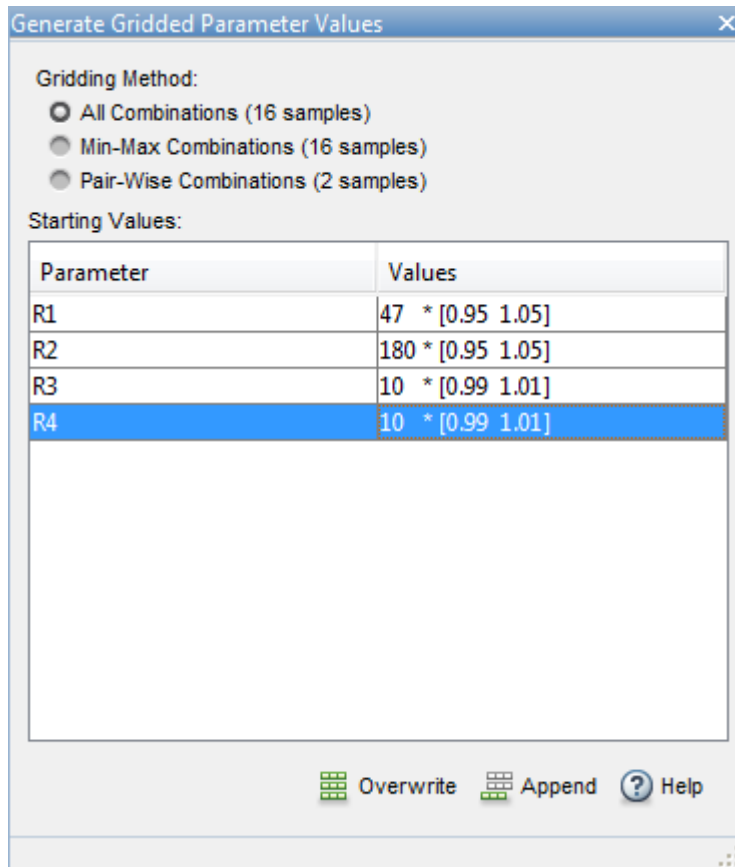 Generate Gridded Parameter Values
Gridding Method:
All Combinations (16 samples)
Min-Max Combinations (16 samples)
Pair-Wise Combinations (2 samples)
Starting Values:
Parameter Values
R1 47 * [0.95 1.05]
R2 180 * [0.95 1.05]
R3 10 * [0.99 1.01]
R4 10 * [0.99 1.01]
Overwrite Append ? Help